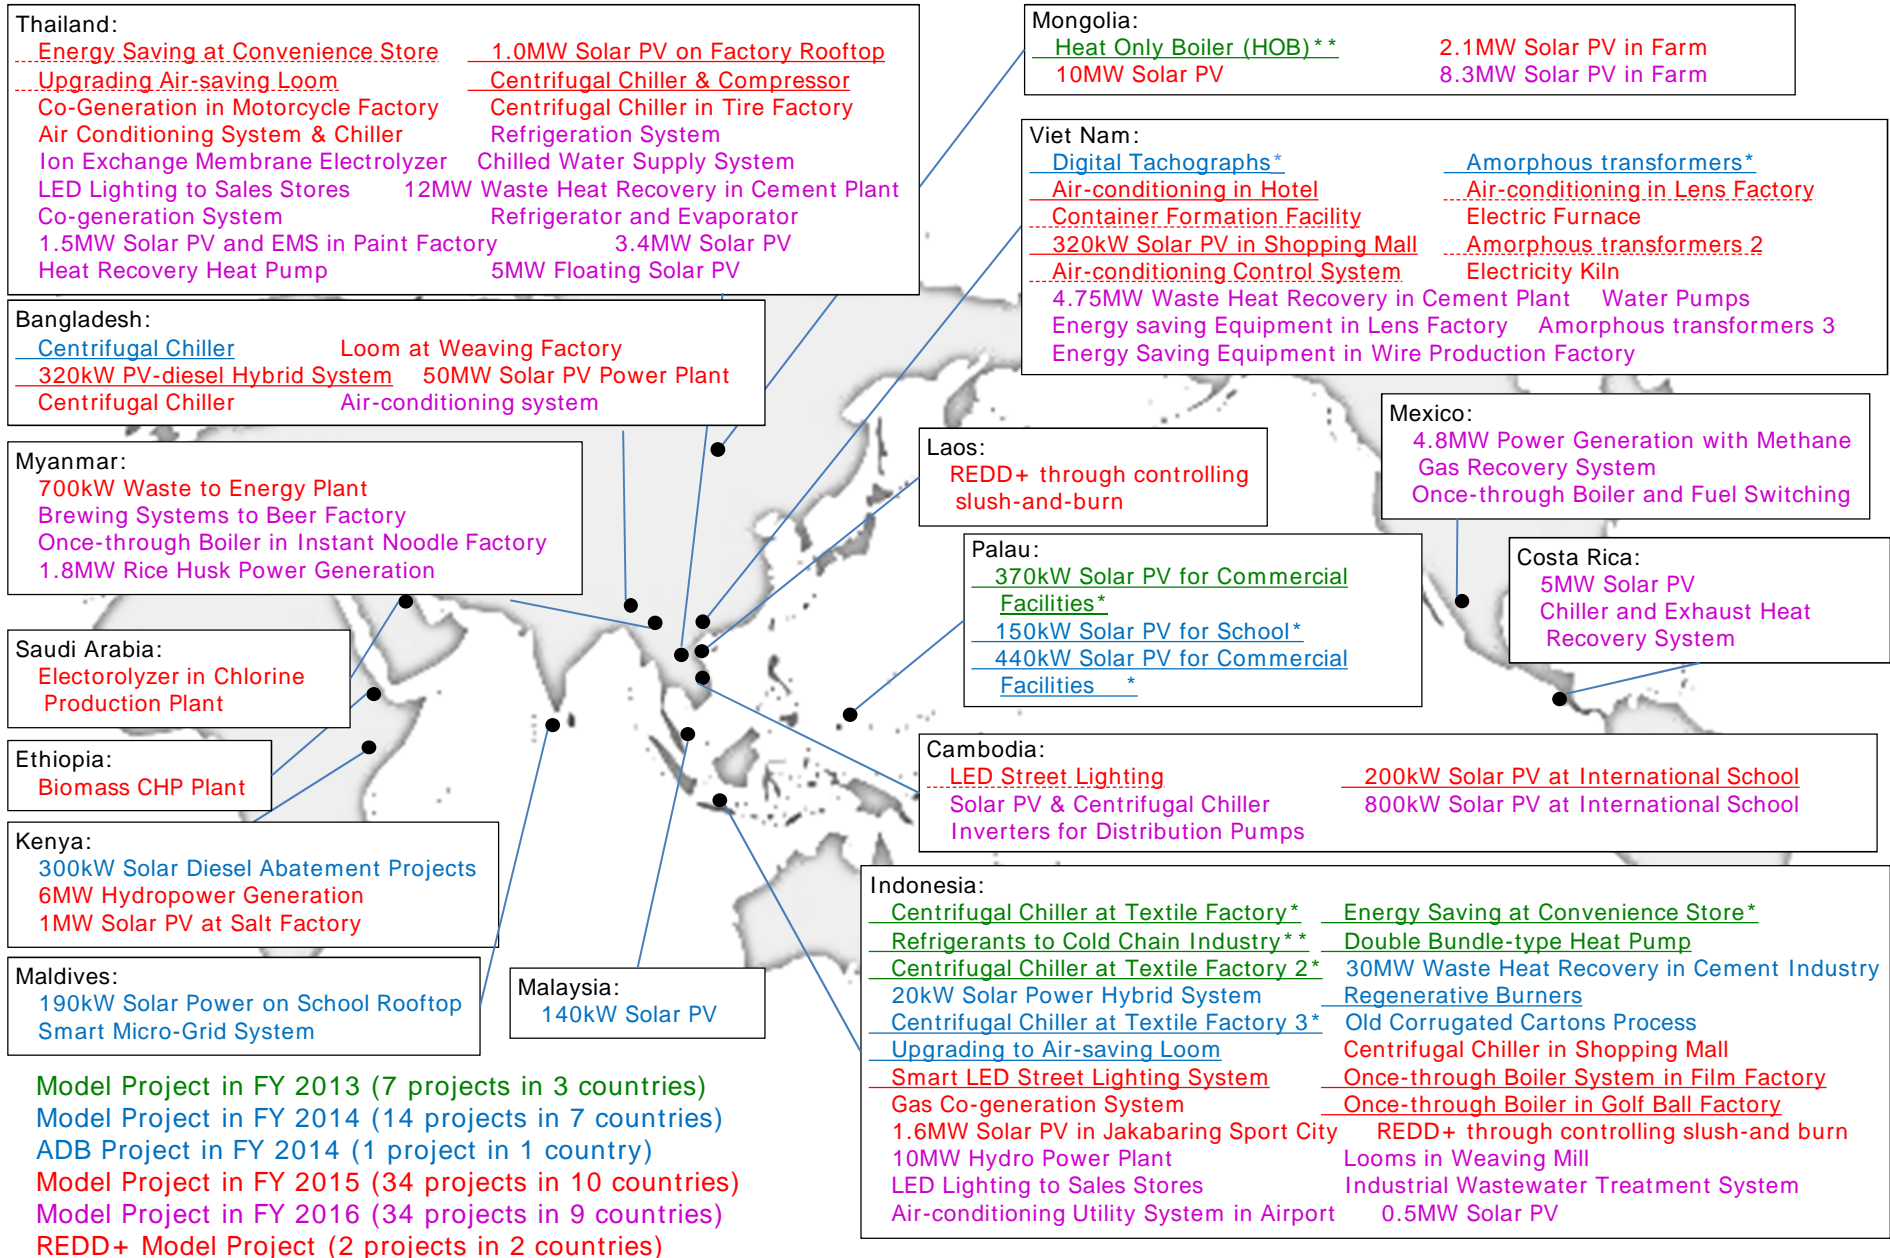 Thailand:
Energy Saving at Convenience Store 1.0MW Solar PV on Factory Rooftop
Upgrading Air-saving Loom Centrifugal Chiller & Compressor
Co-Generation in Motorcycle Factory Centrifugal Chiller in Tire Factory
Air Conditioning System & Chiller Refrigeration System
Ion Exchange Membrane Electrolyzer Chilled Water Supply System
LED Lighting to Sales Stores 12MW Waste Heat Recovery in Cement Plant
Co-generation System Refrigerator and Evaporator
1.5MW Solar PV and EMS in Paint Factory 3.4MW Solar PV
Heat Recovery Heat Pump 5MW Floating Solar PV
Mongolia:
Heat Only Boiler (HOB)** 2.1MW Solar PV in Farm
10MW Solar PV 8.3MW Solar PV in Farm
Viet Nam:
Digital Tachographs* Amorphous transformers*
Air-conditioning in Hotel Air-conditioning in Lens Factory
Container Formation Facility Electric Furnace
320kW Solar PV in Shopping Mall Amorphous transformers 2
Air-conditioning Control System Electricity Kiln
4.75MW Waste Heat Recovery in Cement Plant Water Pumps
Energy saving Equipment in Lens Factory Amorphous transformers 3
Energy Saving Equipment in Wire Production Factory
Bangladesh:
Centrifugal Chiller Loom at Weaving Factory
320kW PV-diesel Hybrid System 50MW Solar PV Power Plant
Centrifugal Chiller Air-conditioning system
Mexico:
4.8MW Power Generation with Methane
Gas Recovery System
Once-through Boiler and Fuel Switching
Laos:
REDD+ through controlling
slush-and-burn
Myanmar:
700kW Waste to Energy Plant
Brewing Systems to Beer Factory
Once-through Boiler in Instant Noodle Factory
1.8MW Rice Husk Power Generation
Palau:
370kW Solar PV for Commercial
Facilities*
150kW Solar PV for School*
440kW Solar PV for Commercial
Facilities *
Costa Rica:
5MW Solar PV
Chiller and Exhaust Heat
Recovery System
Saudi Arabia:
Electorolyzer in Chlorine
Production Plant
Ethiopia:
Biomass CHP Plant
Cambodia:
LED Street Lighting 200kW Solar PV at International School
Solar PV & Centrifugal Chiller 800kW Solar PV at International School
Inverters for Distribution Pumps
Kenya:
300kW Solar Diesel Abatement Projects
6MW Hydropower Generation
1MW Solar PV at Salt Factory
Indonesia:
Centrifugal Chiller at Textile Factory* Energy Saving at Convenience Store*
Refrigerants to Cold Chain Industry** Double Bundle-type Heat Pump
Centrifugal Chiller at Textile Factory 2* 30MW Waste Heat Recovery in Cement Industry
20kW Solar Power Hybrid System Regenerative Burners
Centrifugal Chiller at Textile Factory 3* Old Corrugated Cartons Process
Upgrading to Air-saving Loom Centrifugal Chiller in Shopping Mall
Smart LED Street Lighting System Once-through Boiler System in Film Factory
Gas Co-generation System Once-through Boiler in Golf Ball Factory
1.6MW Solar PV in Jakabaring Sport City REDD+ through controlling slush-and burn
10MW Hydro Power Plant Looms in Weaving Mill
LED Lighting to Sales Stores Industrial Wastewater Treatment System
Air-conditioning Utility System in Airport 0.5MW Solar PV
Maldives:
190kW Solar Power on School Rooftop
Smart Micro-Grid System
Malaysia:
140kW Solar PV
Model Project in FY 2013 (7 projects in 3 countries)
Model Project in FY 2014 (14 projects in 7 countries)
ADB Project in FY 2014 (1 project in 1 country)
Model Project in FY 2015 (34 projects in 10 countries)
Model Project in FY 2016 (34 projects in 9 countries)
REDD+ Model Project (2 projects in 2 countries)